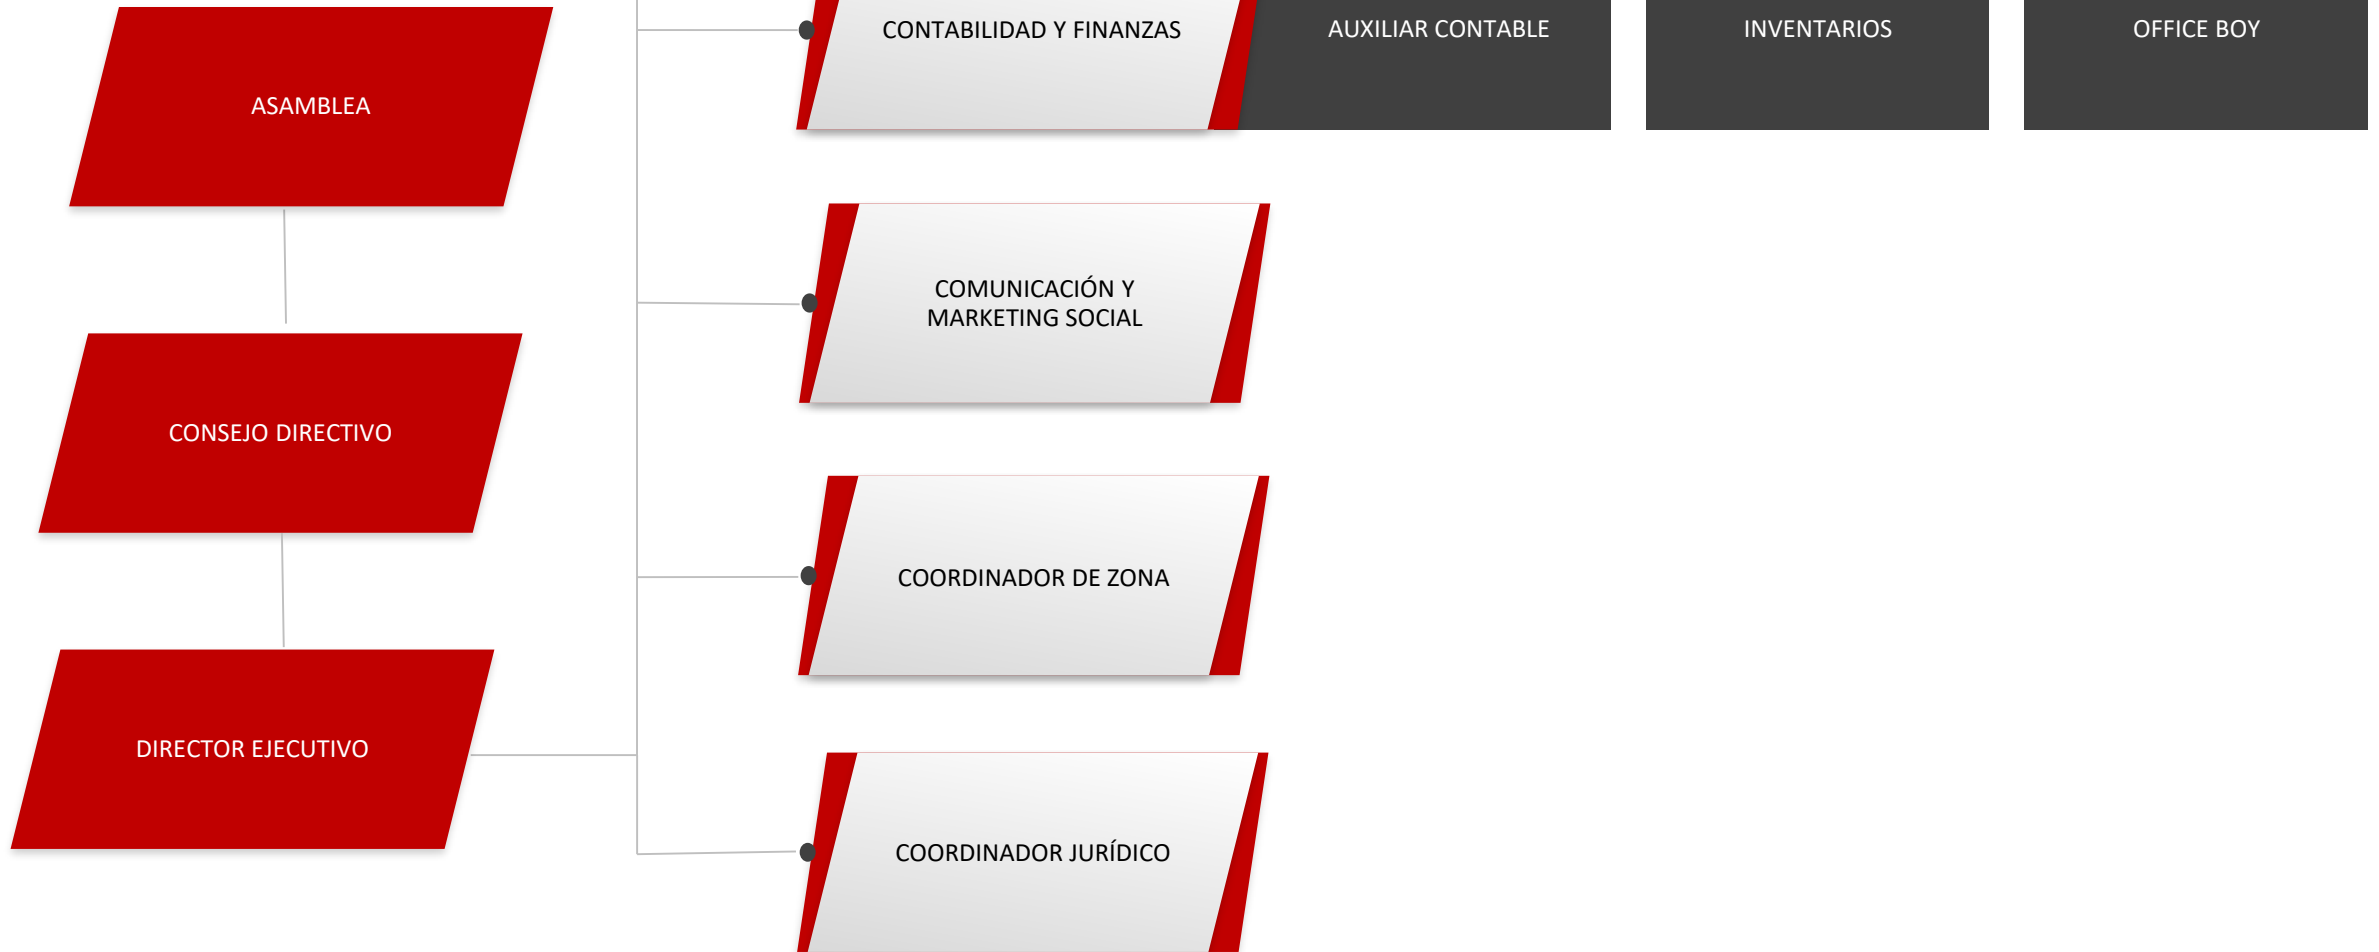 CONTABILIDAD Y FINANZAS
AUXILIAR CONTABLE
INVENTARIOS
OFFICE BOY
ASAMBLEA
COMUNICACIÓN Y
MARKETING SOCIAL
CONSEJO DIRECTIVO
COORDINADOR DE ZONA
DIRECTOR EJECUTIVO
COORDINADOR JURÍDICO